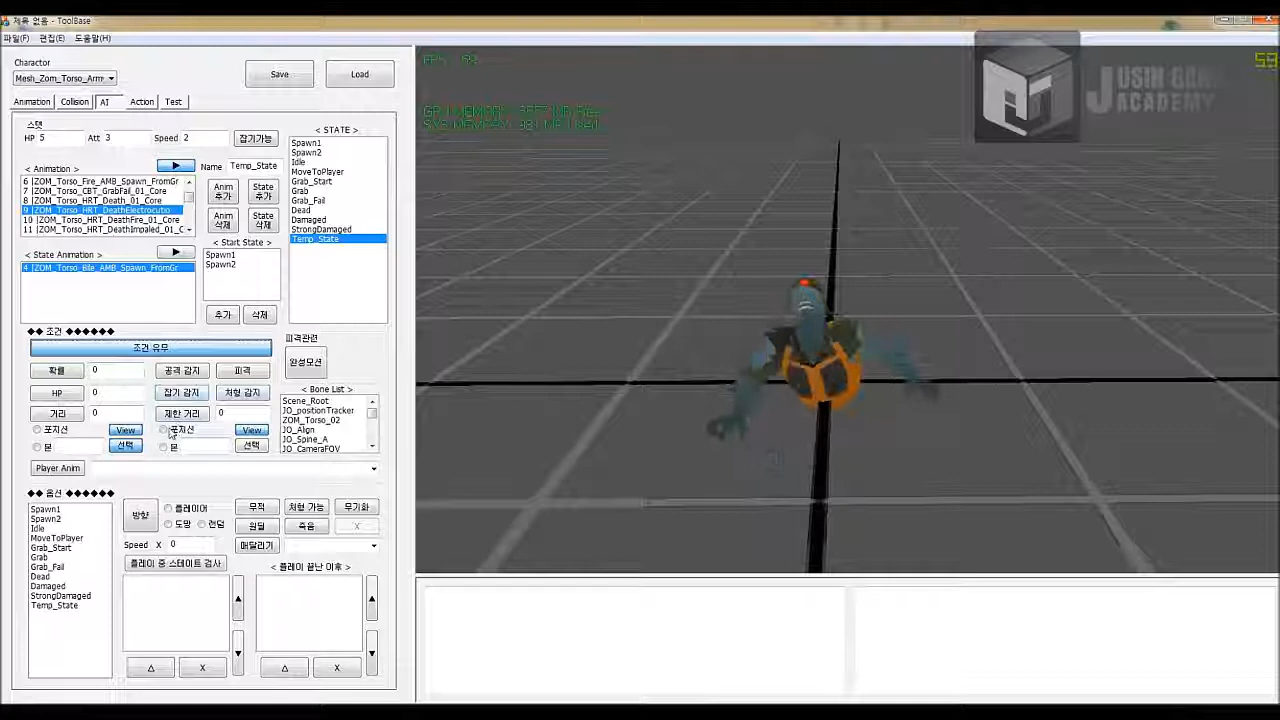 제목 없음 - ToolBase
파일(F) 편집(E) 도움말(H)
Charactor
Mesh_Zom_Torso_Arm
Save
Load
Animation Collision AI Action Test
스탯
HP 5 Att 3 Speed 2 잡기가능
< Animation >
6 |ZOM_Torso_Fire_AMB_Spawn_FromGr
7 |ZOM_Torso_CBT_GrabFail_01_Core
8 |ZOM_Torso_HRT_Death_01_Core
9 |ZOM_Torso_HRT_DeathElectrocutio
10 |ZOM_Torso_HRT_DeathFire_01_Core
11 |ZOM_Torso_HRT_DeathImpaled_01_C
Name Temp_State
Anim 추가
State 추가
Anim 삭제
State 삭제
< STATE >
Spawn1
Spawn2
Idle
MoveToPlayer
Grab_Start
Grab
Grab_Fail
Dead
Damaged
StrongDamaged
Temp_State
< State Animation >
4 |ZOM_Torso_Bile_AMB_Spawn_FromGr
< Start State >
Spawn1
Spawn2
추가 삭제
◆◆ 조건 ◆◆◆◆◆◆
조건 유무
확률 0 공격 감지 피격
HP 0 잡기 감지 처형 감지
거리 0 제한 거리 0
포지션 View 포지션 View
본 선택 본 선택
Player Anim
피격관련
완성모션
< Bone List >
Scene_Root
JO_positionTracker
ZOM_Torso_02
JO_Align
JO_Spine_A
JO_CameraFOV
◆◆ 옵션 ◆◆◆◆◆◆
Spawn1
Spawn2
Idle
MoveToPlayer
Grab_Start
Grab
Grab_Fail
Dead
Damaged
StrongDamaged
Temp_State
방향
플레이어
도망 랜덤
Speed X 0
무적 처형 가능 무기화
원딜 죽음 X
매달리기
플레이 중 스테이트 검사
< 플레이 끝난 이후 >
△ X △ X
59
JUSIN GAME
ACADEMY